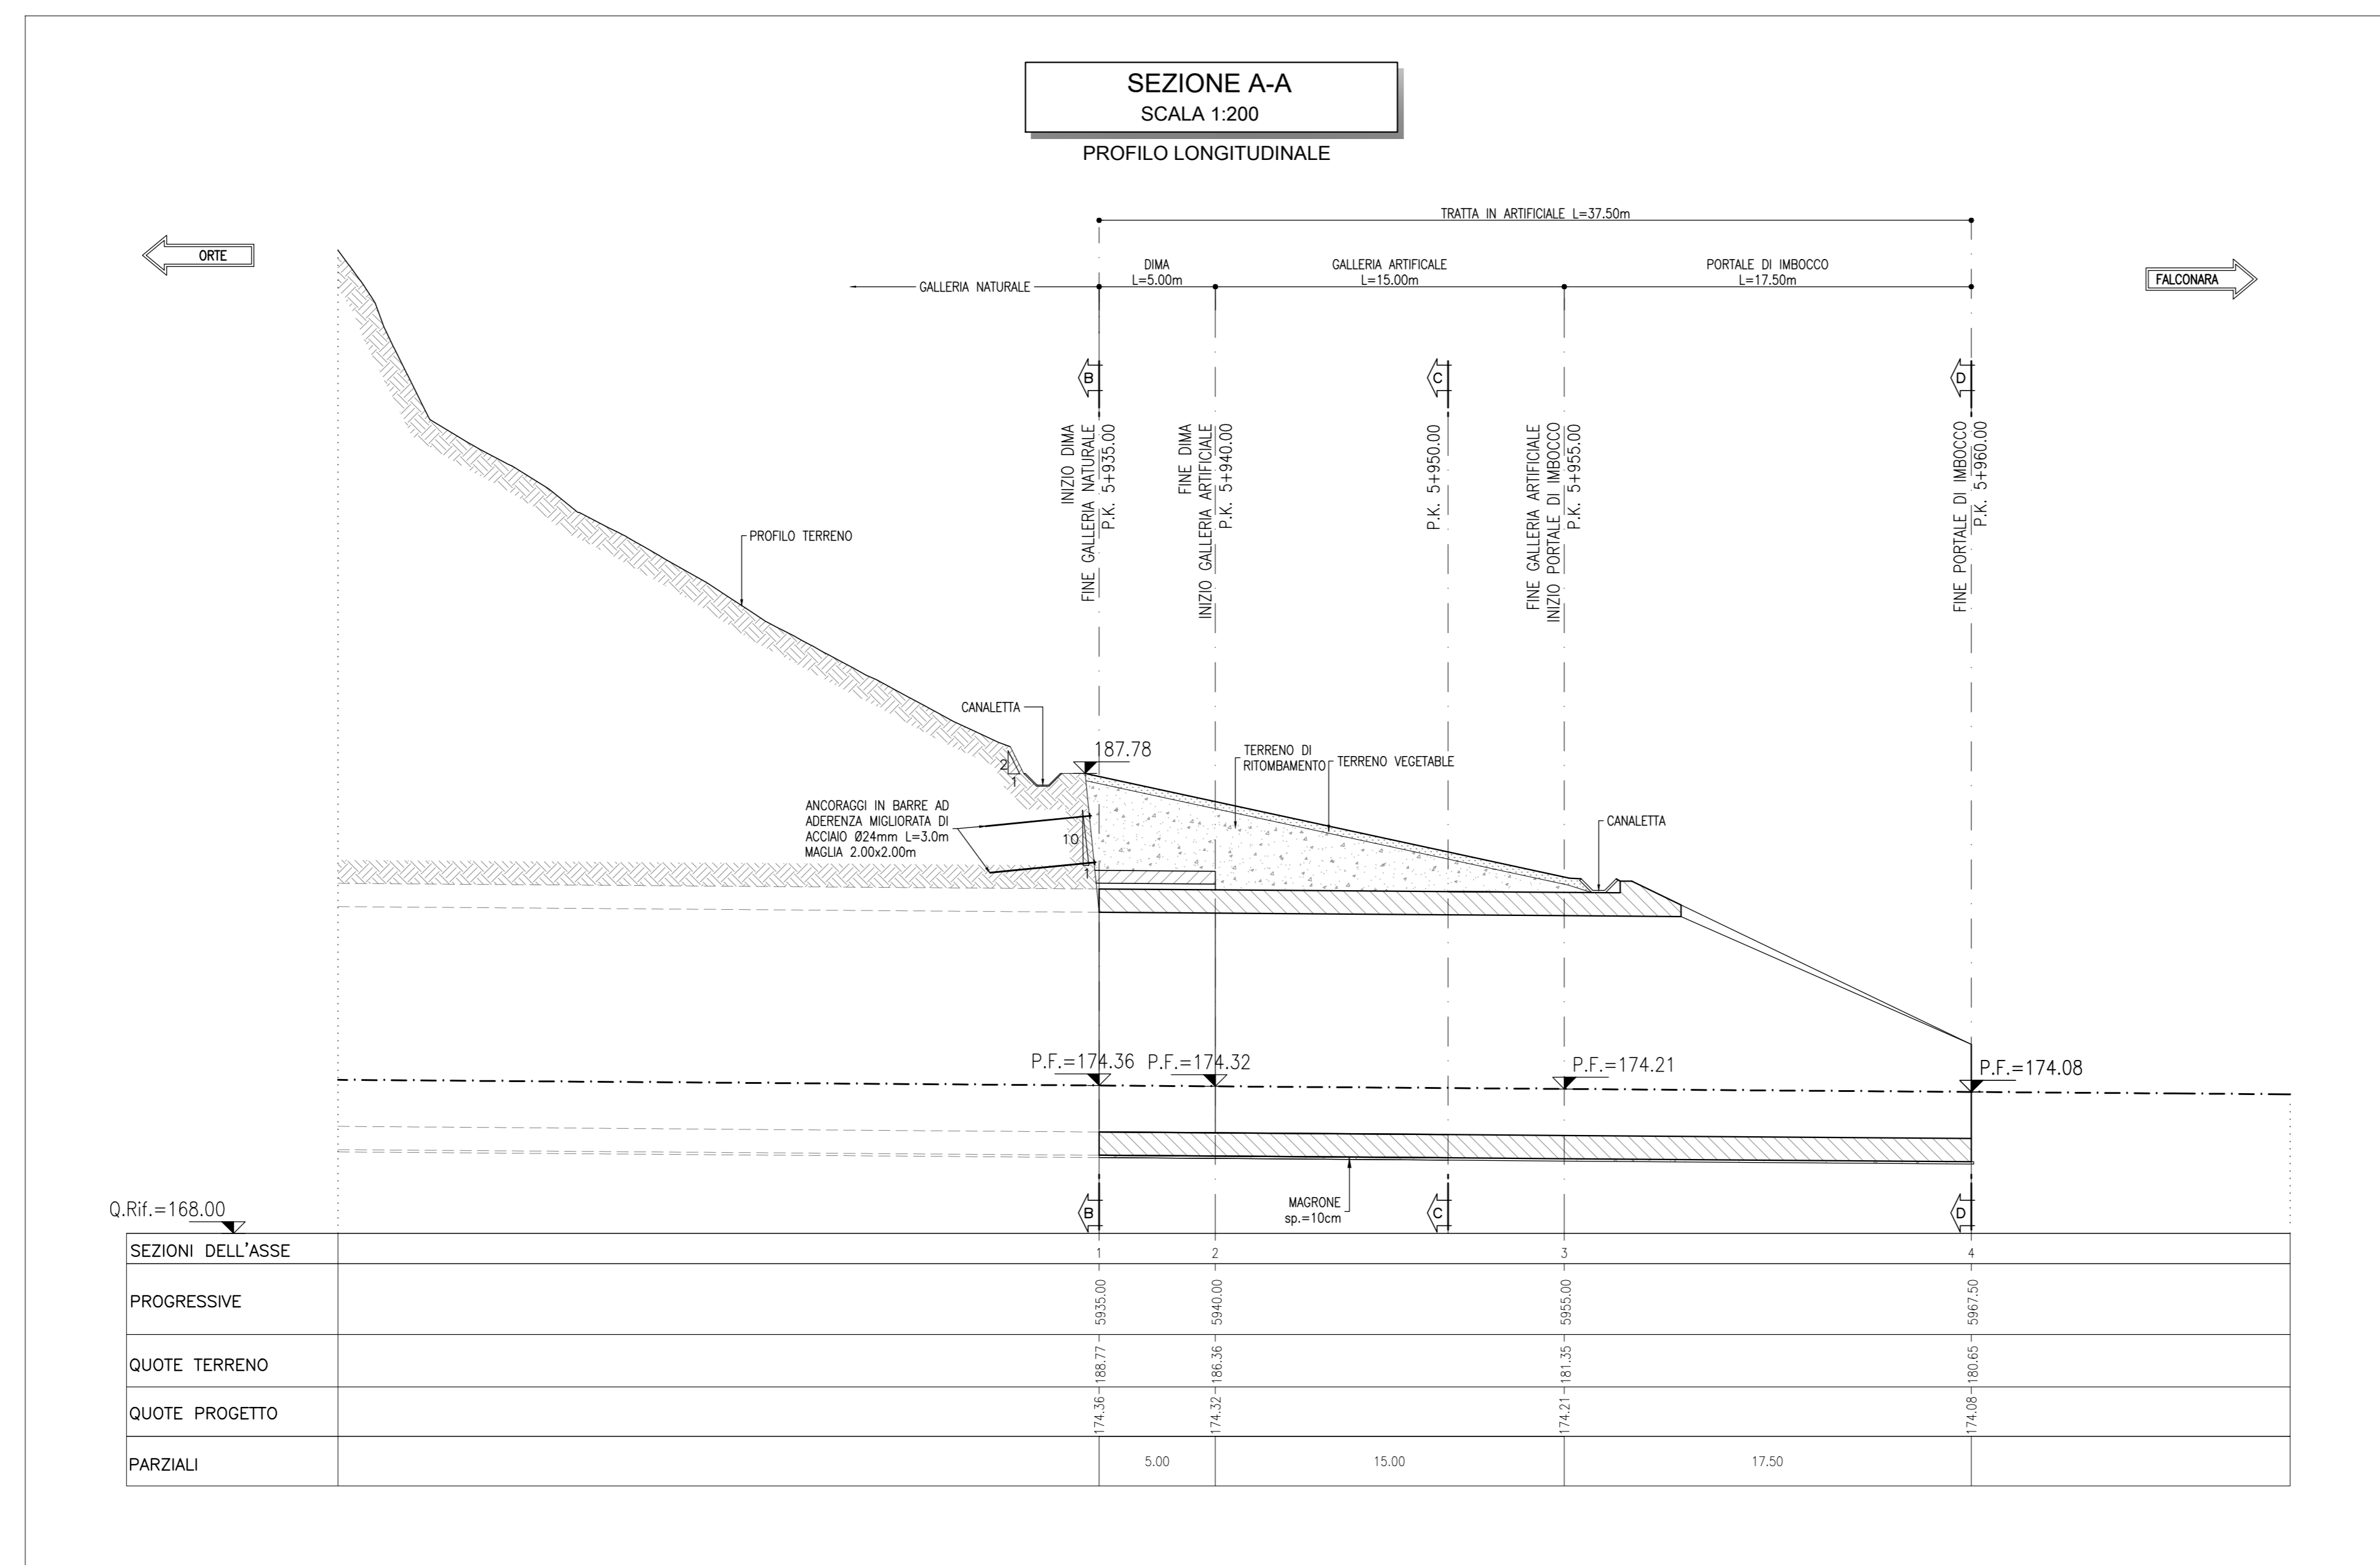 SEZIONE A-A
SCALA 1:200
PROFILO LONGITUDINALE
TRATTA IN ARTIFICIALE L=37.50m
ORTE
FALCONARA
GALLERIA NATURALE
DIMA
L=5.00m
GALLERIA ARTIFICALE
L=15.00m
PORTALE DI IMBOCCO
L=17.50m
B
C
D
INIZIO DIMA
FINE GALLERIA NATURALE
P.K. 5+935.00
FINE DIMA
INIZIO GALLERIA ARTIFICIALE
P.K. 5+940.00
P.K. 5+950.00
FINE GALLERIA ARTIFICIALE
INIZIO PORTALE DI IMBOCCO
P.K. 5+955.00
FINE PORTALE DI IMBOCCO
P.K. 5+960.00
PROFILO TERRENO
CANALETTA
187.78
2
1
TERRENO DI
RITOMBAMENTO
TERRENO VEGETABLE
ANCORAGGI IN BARRE AD
ADERENZA MIGLIORATA DI
ACCIAIO Ø24mm L=3.0m
MAGLIA 2.00x2.00m
10
1
CANALETTA
P.F.=174.36
P.F.=174.32
P.F.=174.21
P.F.=174.08
MAGRONE
sp.=10cm
B
C
D
Q.Rif.=168.00
SEZIONI DELL'ASSE 1 2 3 4
PROGRESSIVE 5935.00 5940.00 5955.00 5967.50
QUOTE TERRENO 188.77 186.36 181.35 180.65
QUOTE PROGETTO 174.36 174.32 174.21 174.08
PARZIALI 5.00 15.00 17.50